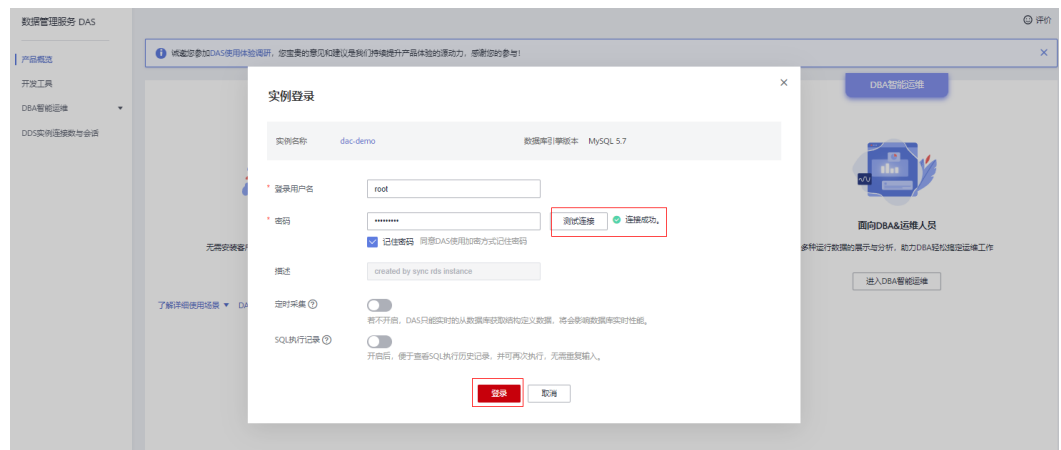 数据管理服务 DAS
评价
产品概览
开发工具
DBA智能运维
DDS实例连接数与会话
诚邀您参加DAS使用体验调研，您宝贵的意见和建议是我们持续提升产品体验的源动力，感谢您的参与！
DBA智能运维
实例登录
实例名称 dac-demo 数据库引擎版本 MySQL 5.7
* 登录用户名 root
* 密码 ••••••••• 测试连接 连接成功。
记住密码 同意DAS使用加密方式记住密码
描述 created by sync rds instance
定时采集
若不开启，DAS只能实时的从数据库获取结构定义数据，将会影响数据库实时性能。
SQL执行记录
开启后，便于查看SQL执行历史记录，并可再次执行，无需重复输入。
登录 取消
无需安装客户
了解详细使用场景 DA
面向DBA&运维人员
多种运行数据的展示与分析，助力DBA轻松搞定运维工作
进入DBA智能运维